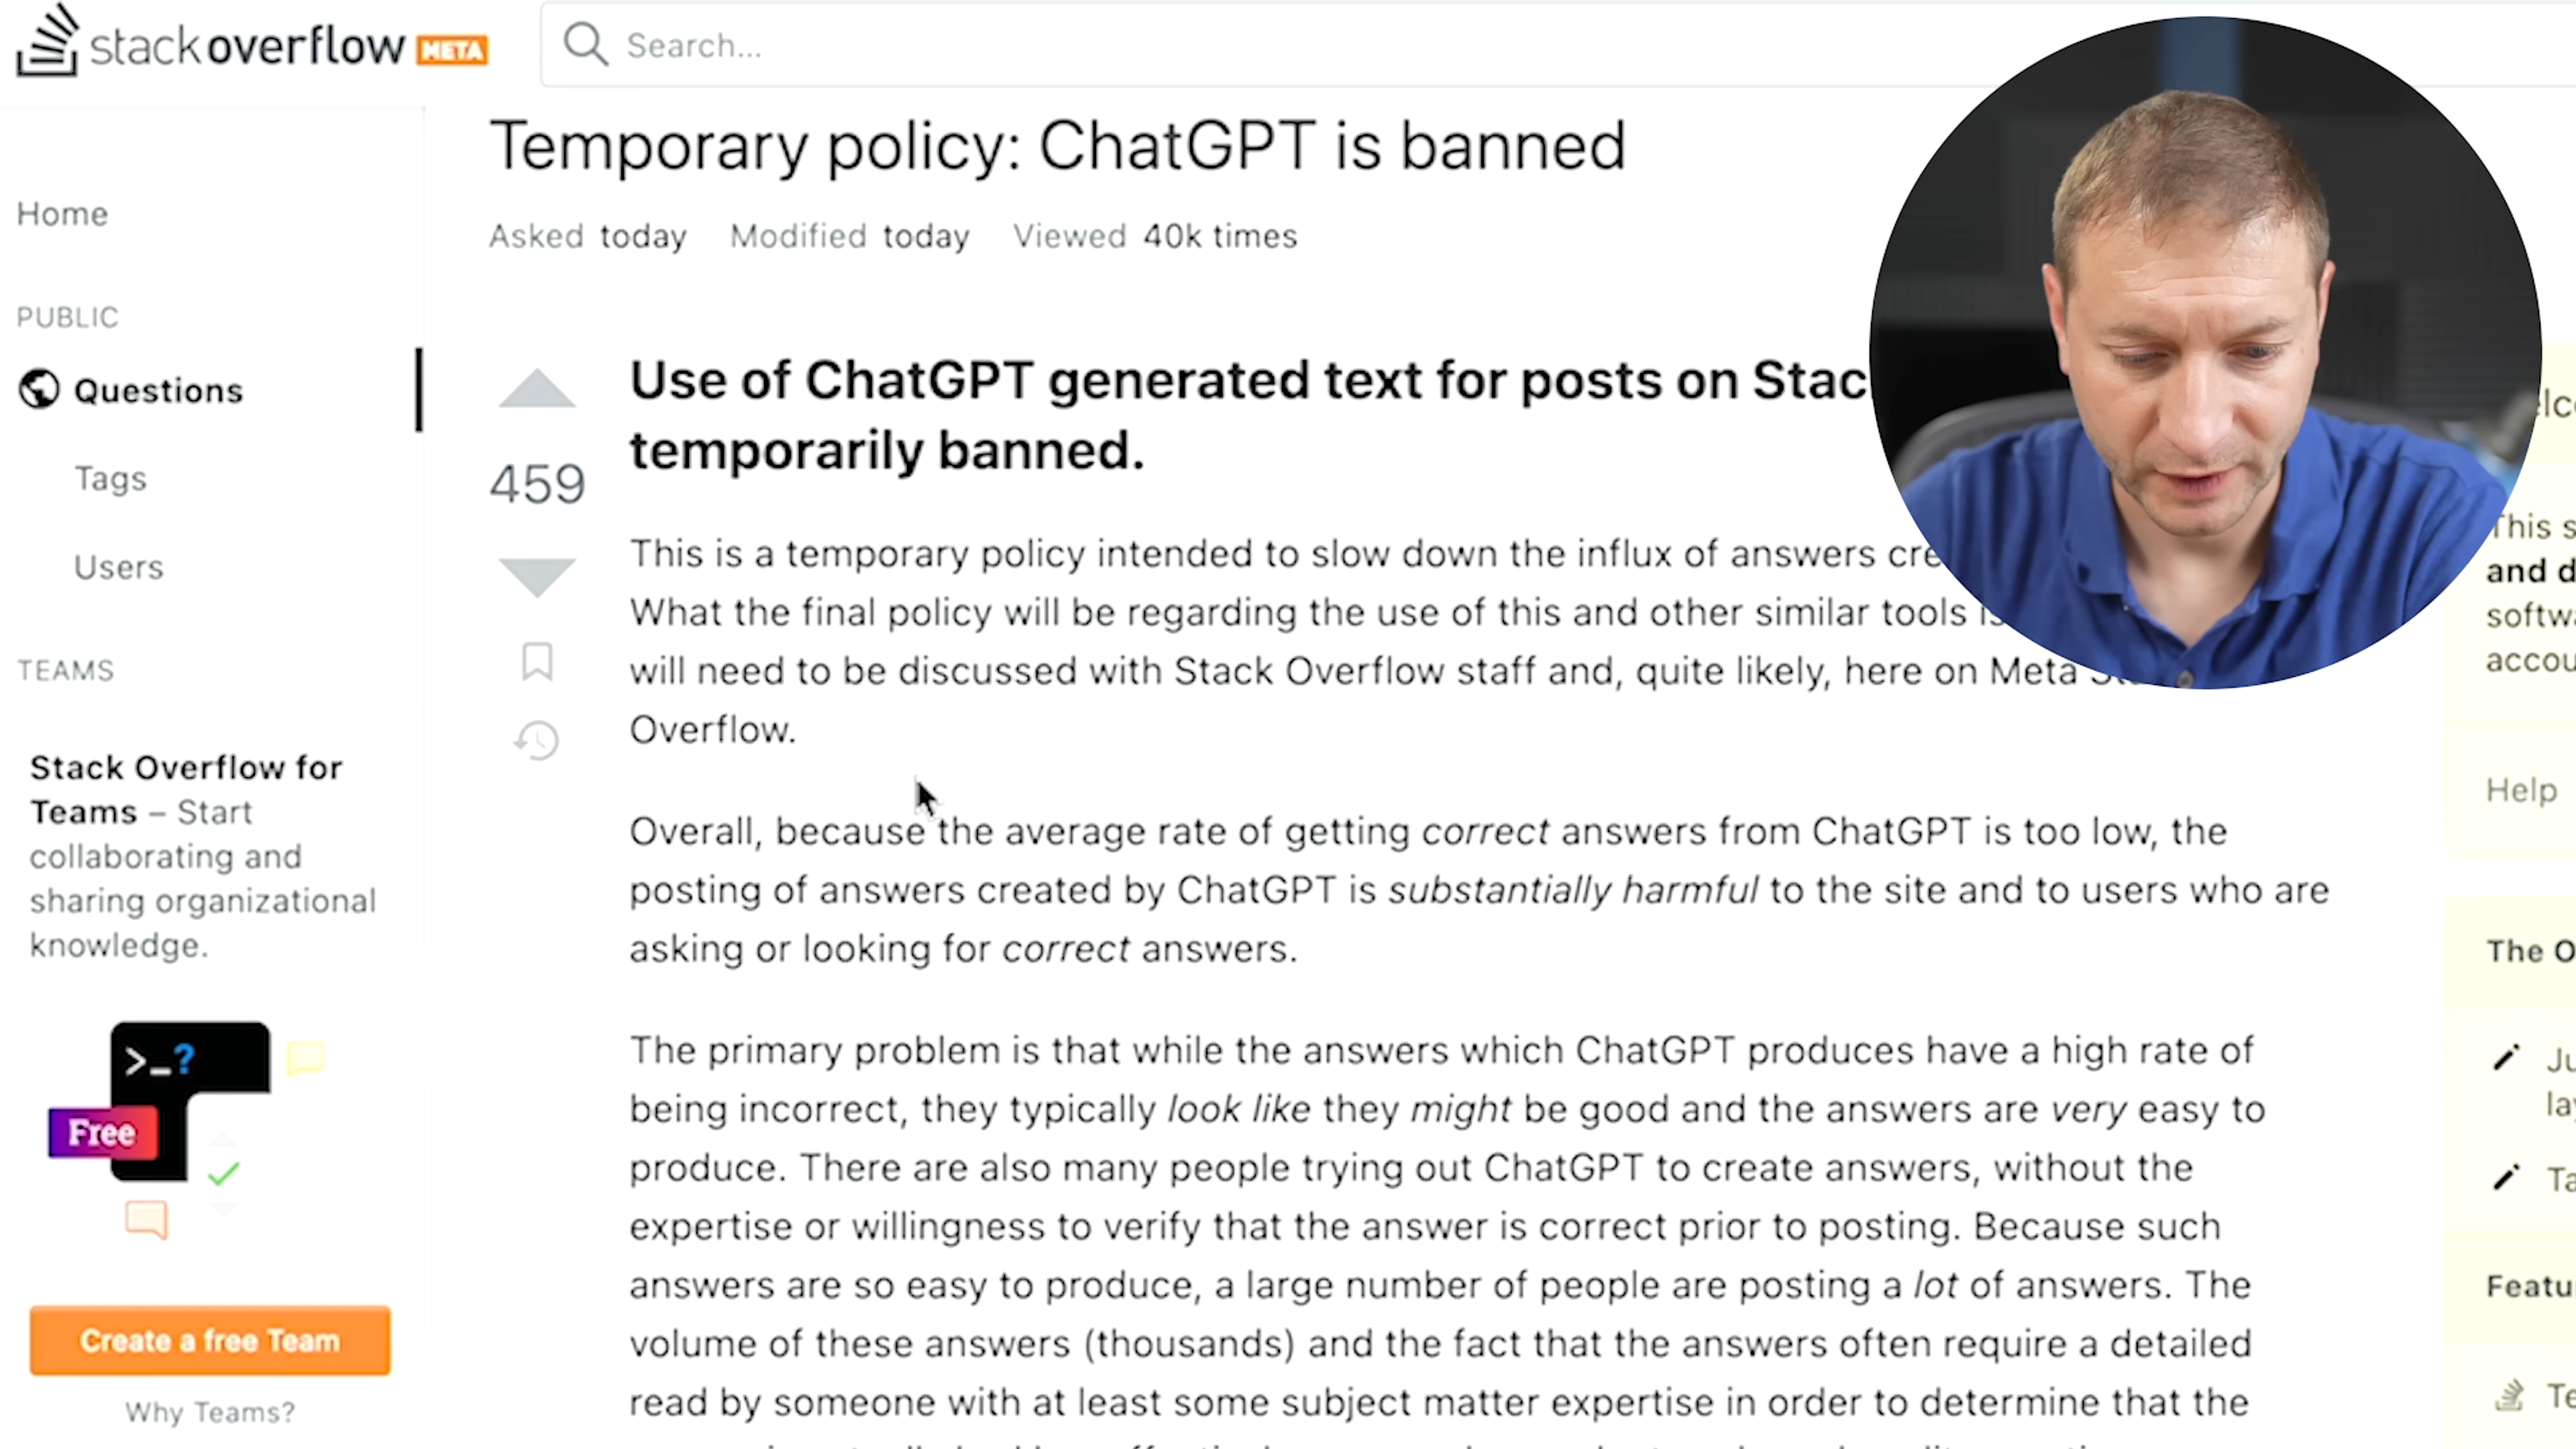 stackoverflow META
Search...
Home
PUBLIC
Questions
Tags
Users
TEAMS
Stack Overflow for
Teams – Start
collaborating and
sharing organizational
knowledge.
>_?
Free
Create a free Team
Why Teams?
Temporary policy: ChatGPT is banned
Asked today Modified today Viewed 40k times
459
Use of ChatGPT generated text for posts on Stac
temporarily banned.
This is a temporary policy intended to slow down the influx of answers cre
What the final policy will be regarding the use of this and other similar tools
will need to be discussed with Stack Overflow staff and, quite likely, here on Meta
Overflow.
Overall, because the average rate of getting correct answers from ChatGPT is too low, the
posting of answers created by ChatGPT is substantially harmful to the site and to users who are
asking or looking for correct answers.
The primary problem is that while the answers which ChatGPT produces have a high rate of
being incorrect, they typically look like they might be good and the answers are very easy to
produce. There are also many people trying out ChatGPT to create answers, without the
expertise or willingness to verify that the answer is correct prior to posting. Because such
answers are so easy to produce, a large number of people are posting a lot of answers. The
volume of these answers (thousands) and the fact that the answers often require a detailed
read by someone with at least some subject matter expertise in order to determine that the
This s
and d
softwa
accou
Help
The O
Ju
la
Ta
Featu
Te